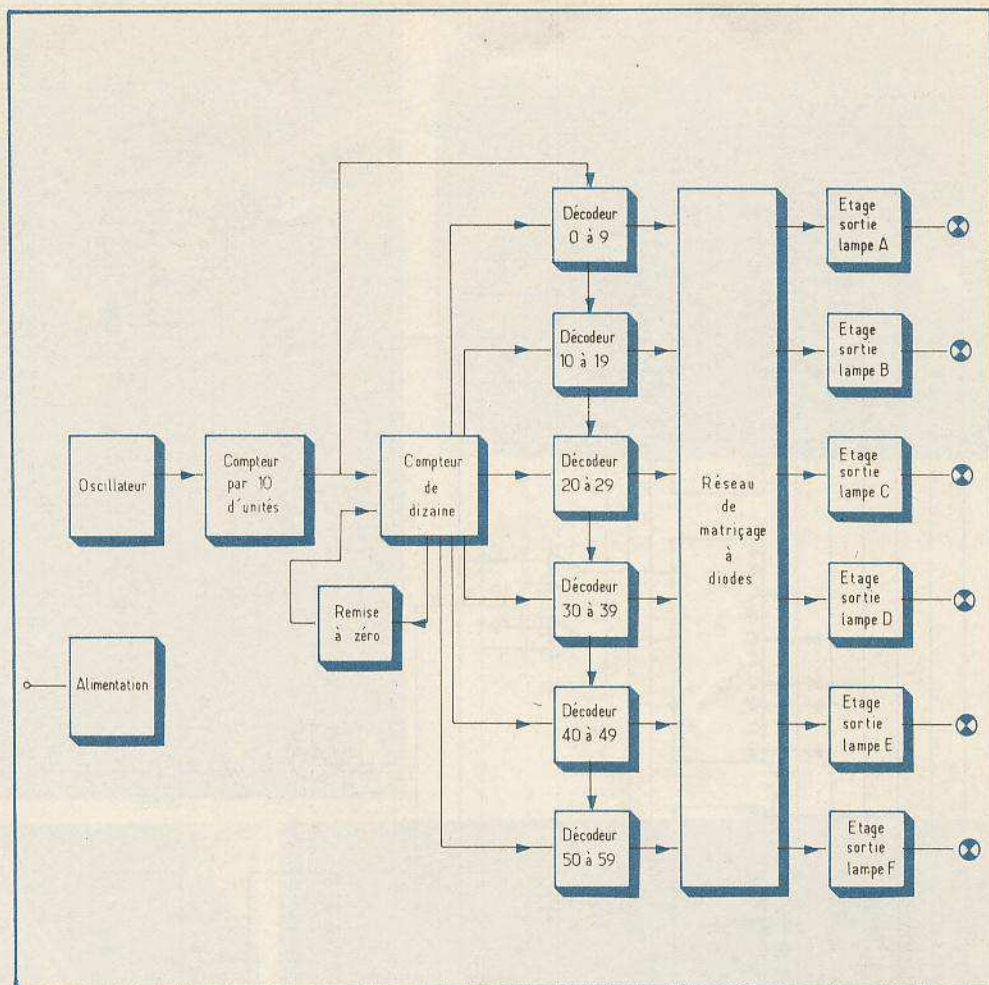 Oscillateur
Compteur
par 10
d'unités
Compteur
de
dizaine
Remise
à zéro
Alimentation
Décodeur
0 à 9
Décodeur
10 à 19
Décodeur
20 à 29
Décodeur
30 à 39
Décodeur
40 à 49
Décodeur
50 à 59
Réseau
de
matriçage
à
diodes
Etage
sortie
lampe A
Etage
sortie
lampe B
Etage
sortie
lampe C
Etage
sortie
lampe D
Etage
sortie
lampe E
Etage
sortie
lampe F